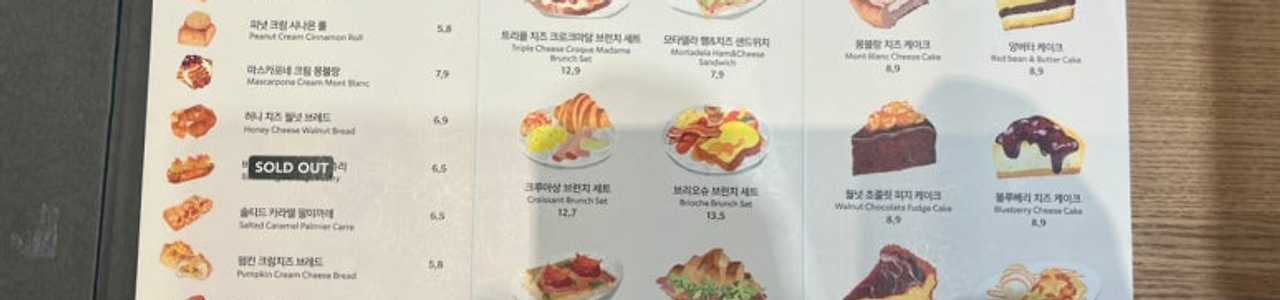 피넛 크림 시나몬 롤
Peanut Cream Cinnamon Roll
5,8
마스카포네 크림 몽블랑
Mascarpone Cream Mont Blanc
7,9
허니 치즈 월넛 브레드
Honey Cheese Walnut Bread
6,9
SOLD OUT
6,5
솔티드 카라멜 팔미까레
Salted Caramel Palmier Carre
6,5
펌킨 크림치즈 브레드
Pumpkin Cream Cheese Bread
5,8
트리플 치즈 크로크마담 브런치 세트
Triple Cheese Croque Madame
Brunch Set
12,9
모타델라 햄&치즈 샌드위치
Mortadela Ham&Cheese
Sandwich
7,9
크루아상 브런치 세트
Croissant Brunch Set
12,7
브리오슈 브런치 세트
Brioche Brunch Set
13,5
몽블랑 치즈 케이크
Mont Blanc Cheese Cake
8,9
앙버터 케이크
Red bean & Butter Cake
8,9
월넛 초콜릿 퍼지 케이크
Walnut Chocolate Fudge Cake
8,9
블루베리 치즈 케이크
Blueberry Cheese Cake
8,9